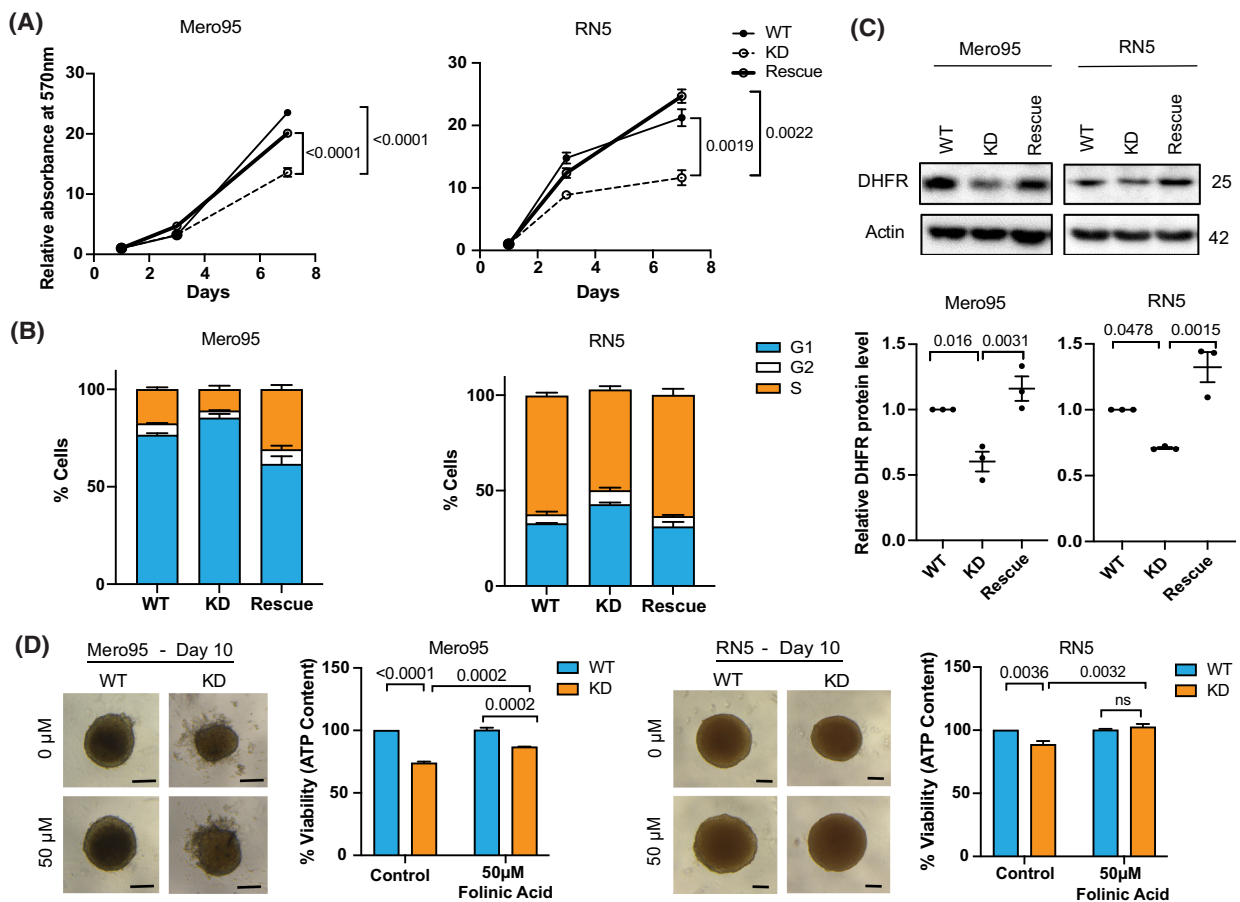 (A)
Mero95
Relative absorbance at 570nm
30
20
10
0
0 2 4 6 8
Days
<0.0001
<0.0001
RN5
30
20
10
0
0 2 4 6 8
Days
0.0019
0.0022
WT
KD
Rescue
(B)
Mero95
% Cells
100
50
0
WT KD Rescue
RN5
% Cells
100
50
0
WT KD Rescue
G1
G2
S
(C)
Mero95 RN5
WT KD Rescue WT KD Rescue
DHFR 25
Actin 42
Mero95
Relative DHFR protein level
1.5
1.0
0.5
0.0
0.016 0.0031
WT KD Rescue
RN5
1.5
1.0
0.5
0.0
0.0478 0.0015
WT KD Rescue
(D)
Mero95 - Day 10
WT KD
0 µM
50 µM
Mero95
% Viability (ATP Content)
150
100
50
0
<0.0001 0.0002
0.0002
Control 50µM
Folinic Acid
WT
KD
RN5 - Day 10
WT KD
0 µM
50 µM
RN5
% Viability (ATP Content)
150
100
50
0
0.0036 0.0032
ns
Control 50µM
Folinic Acid
WT
KD